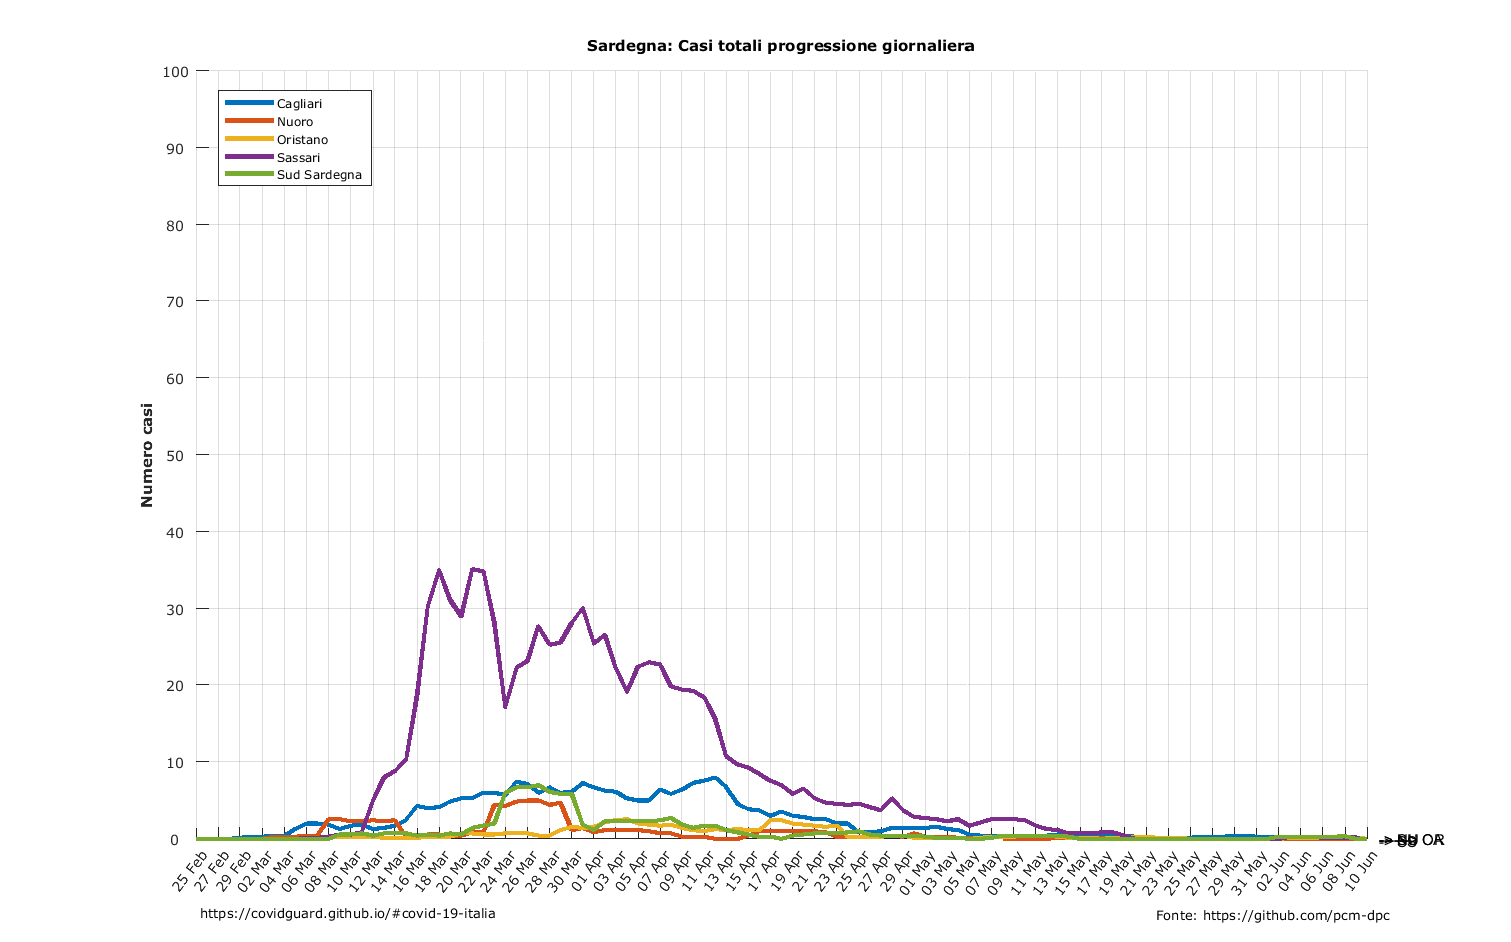 Sardegna: Casi totali progressione giornaliera
100
90
80
70
60
50
40
30
20
10
0
Numero casi
Cagliari
Nuoro
Oristano
Sassari
Sud Sardegna
25 Feb
27 Feb
29 Feb
02 Mar
04 Mar
06 Mar
08 Mar
10 Mar
12 Mar
14 Mar
16 Mar
18 Mar
20 Mar
22 Mar
24 Mar
26 Mar
28 Mar
30 Mar
01 Apr
03 Apr
05 Apr
07 Apr
09 Apr
11 Apr
13 Apr
15 Apr
17 Apr
19 Apr
21 Apr
23 Apr
25 Apr
27 Apr
29 Apr
01 May
03 May
05 May
07 May
09 May
11 May
13 May
15 May
17 May
19 May
21 May
23 May
25 May
27 May
29 May
31 May
02 Jun
04 Jun
06 Jun
08 Jun
10 Jun
https://covidguard.github.io/#covid-19-italia
Fonte: https://github.com/pcm-dpc